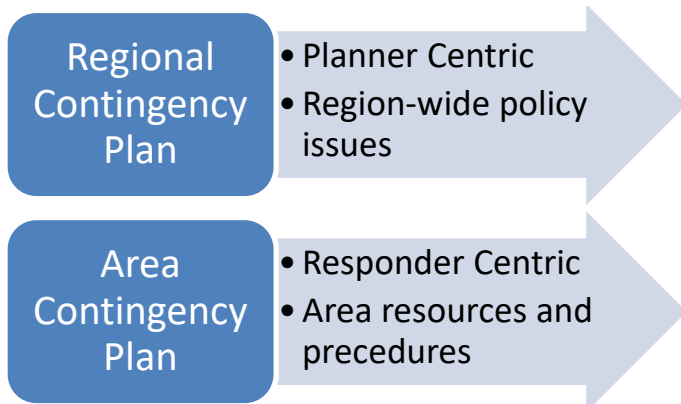 Regional
Contingency
Plan
• Planner Centric
• Region-wide policy
issues
Area
Contingency
Plan
• Responder Centric
• Area resources and
precedures